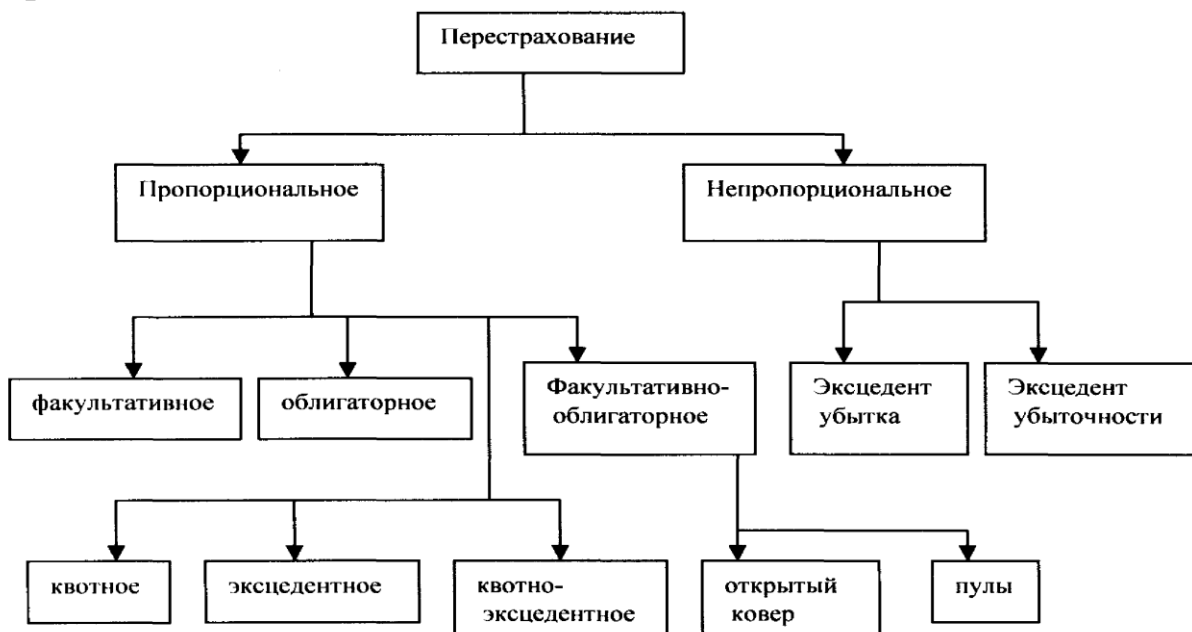 Перестрахование
Пропорциональное
Непропорциональное
факультативное
облигаторное
Факультативно-
облигаторное
Эксцедент
убытка
Эксцедент
убыточности
квотное
эксцедентное
квотно-
эксцедентное
открытый
ковер
пулы